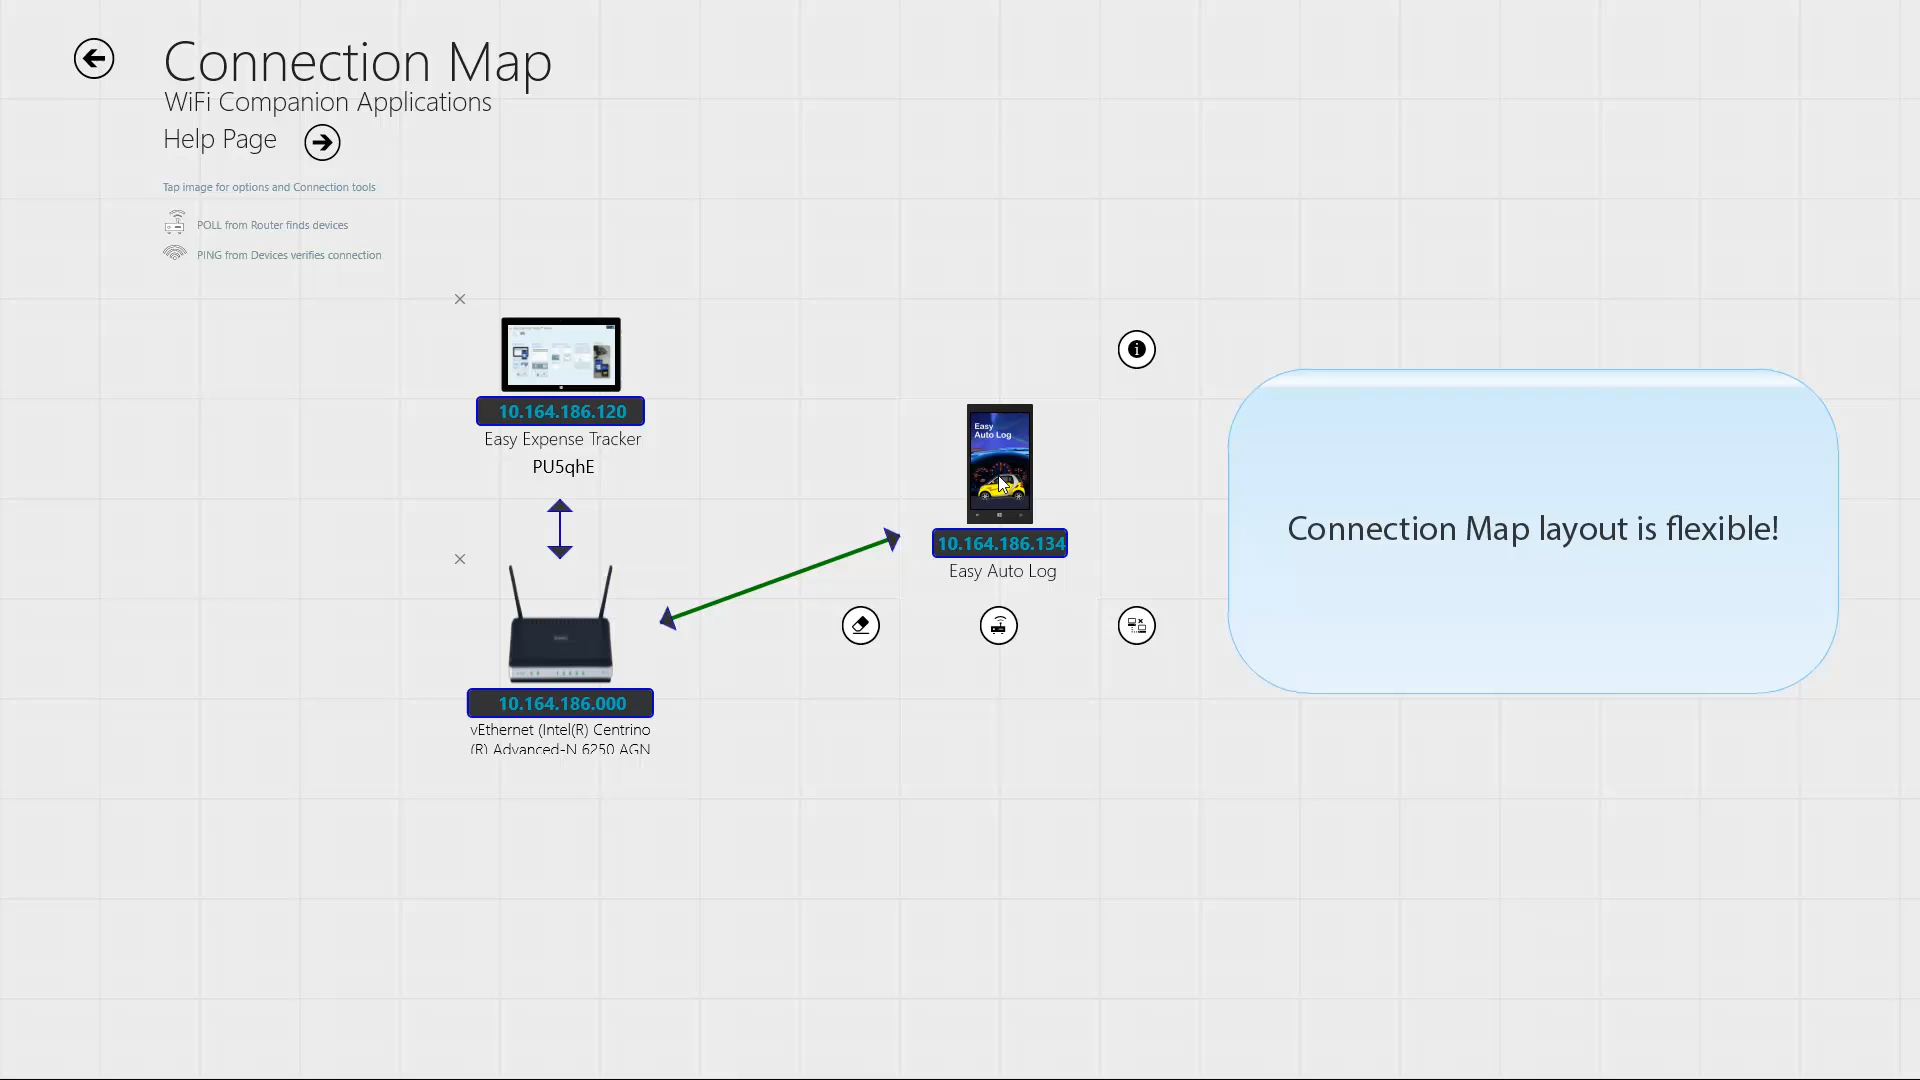 Connection Map
WiFi Companion Applications
Help Page
Tap image for options and Connection tools
POLL from Router finds devices
PING from Devices verifies connection
10.164.186.120
Easy Expense Tracker
PU5qhE
Easy
Auto Log
10.164.186.134
Easy Auto Log
Connection Map layout is flexible!
10.164.186.000
vEthernet (Intel(R) Centrino
(R) Advanced-N 6250 AGN